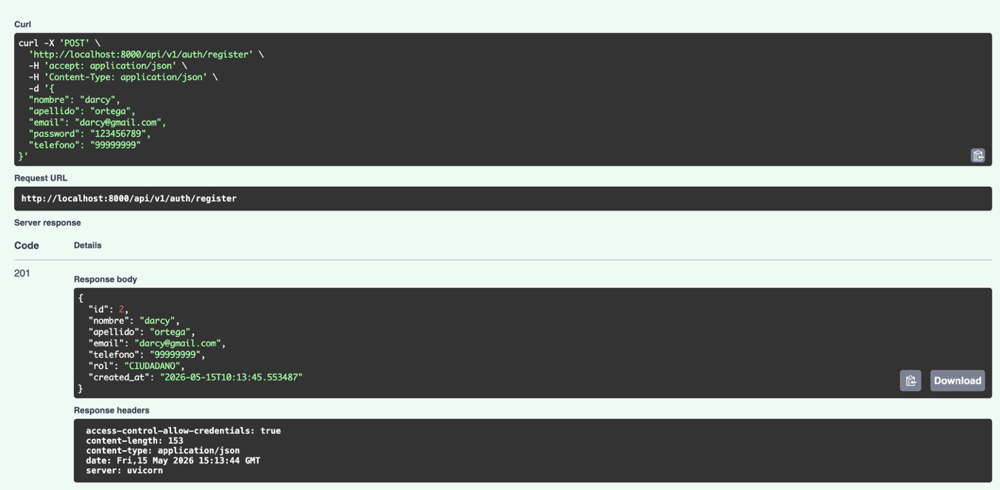 Curl
curl -X 'POST' \
  'http://localhost:8000/api/v1/auth/register' \
  -H 'accept: application/json' \
  -H 'Content-Type: application/json' \
  -d '{
  "nombre": "darcy",
  "apellido": "ortega",
  "email": "darcy@gmail.com",
  "password": "123456789",
  "telefono": "99999999"
}'
Request URL
http://localhost:8000/api/v1/auth/register
Server response
Code Details
201
Response body
{
  "id": 2,
  "nombre": "darcy",
  "apellido": "ortega",
  "email": "darcy@gmail.com",
  "telefono": "99999999",
  "rol": "CIUDADANO",
  "created_at": "2026-05-15T10:13:45.553487"
}
Download
Response headers
access-control-allow-credentials: true
content-length: 153
content-type: application/json
date: Fri,15 May 2026 15:13:44 GMT
server: uvicorn